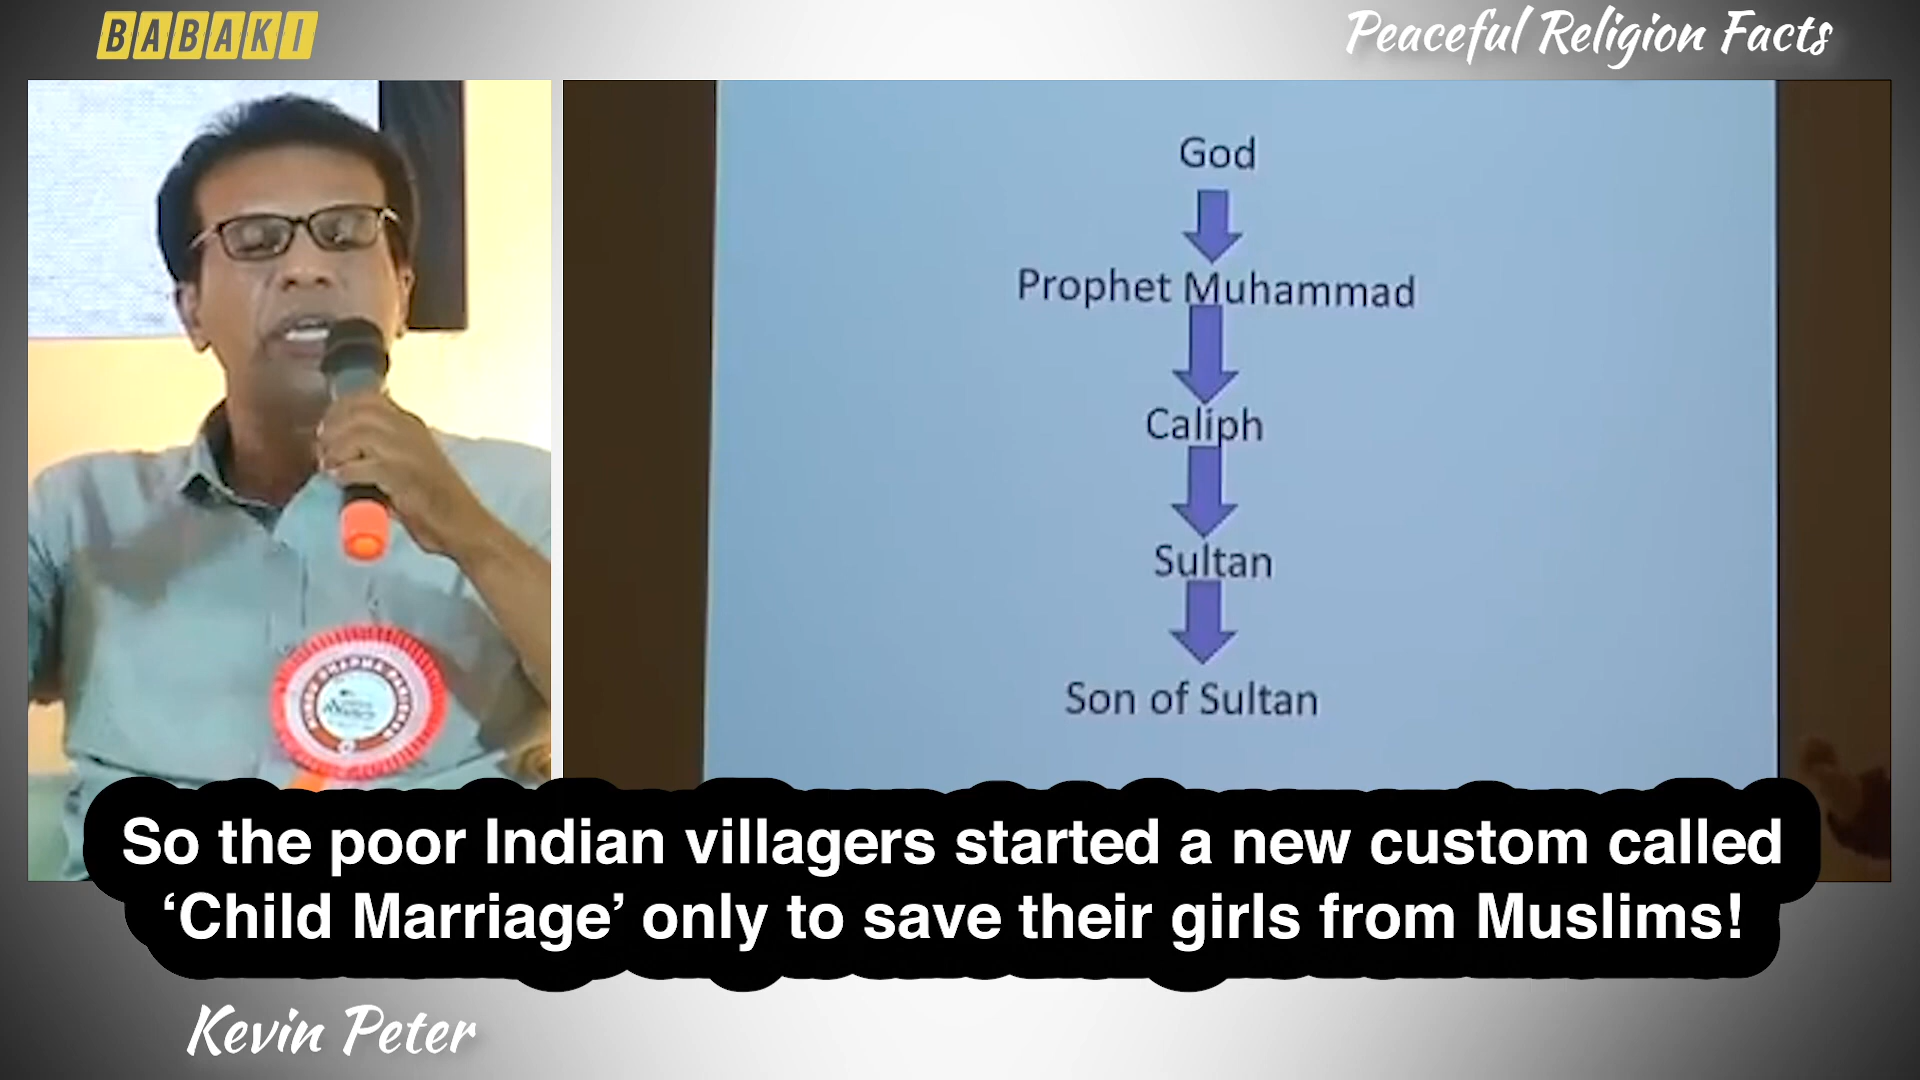 BABAKI
Peaceful Religion Facts
God
Prophet Muhammad
Caliph
Sultan
Son of Sultan
So the poor Indian villagers started a new custom called
‘Child Marriage’ only to save their girls from Muslims!
Kevin Peter